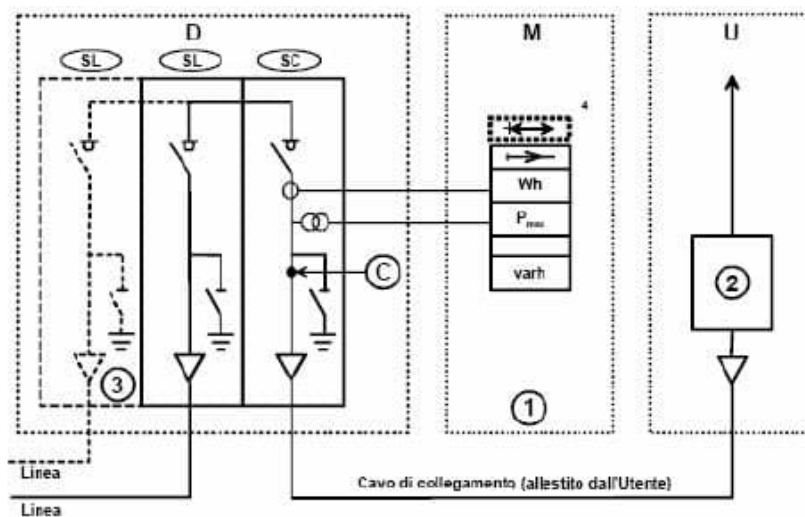 D
M
U
SL
SL
SC
4
Wh
Pmax
varh
C
2
3
1
Linea
Cavo di collegamento (allestito dall'Utente)
Linea